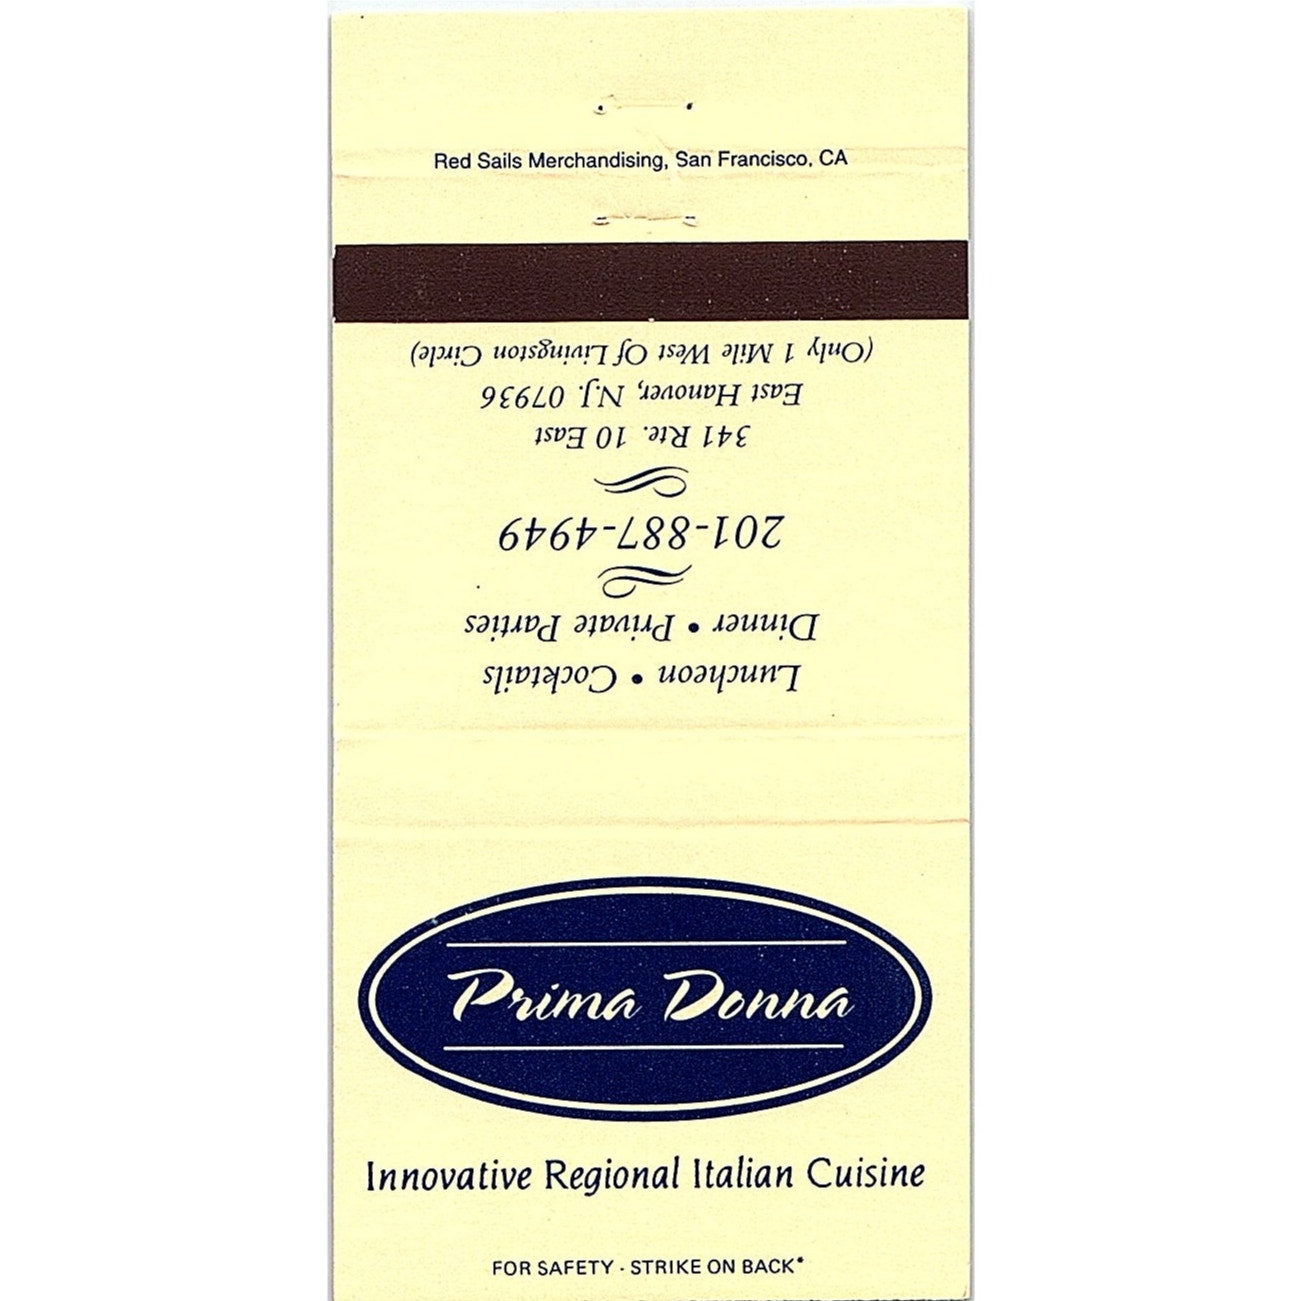 Red Sails Merchandising, San Francisco, CA
Luncheon • Cocktails
Dinner • Private Parties
201-887-4949
341 Rte. 10 East
East Hanover, N.J. 07936
(Only 1 Mile West Of Livingston Circle)
Prima Donna
Innovative Regional Italian Cuisine
FOR SAFETY - STRIKE ON BACK*